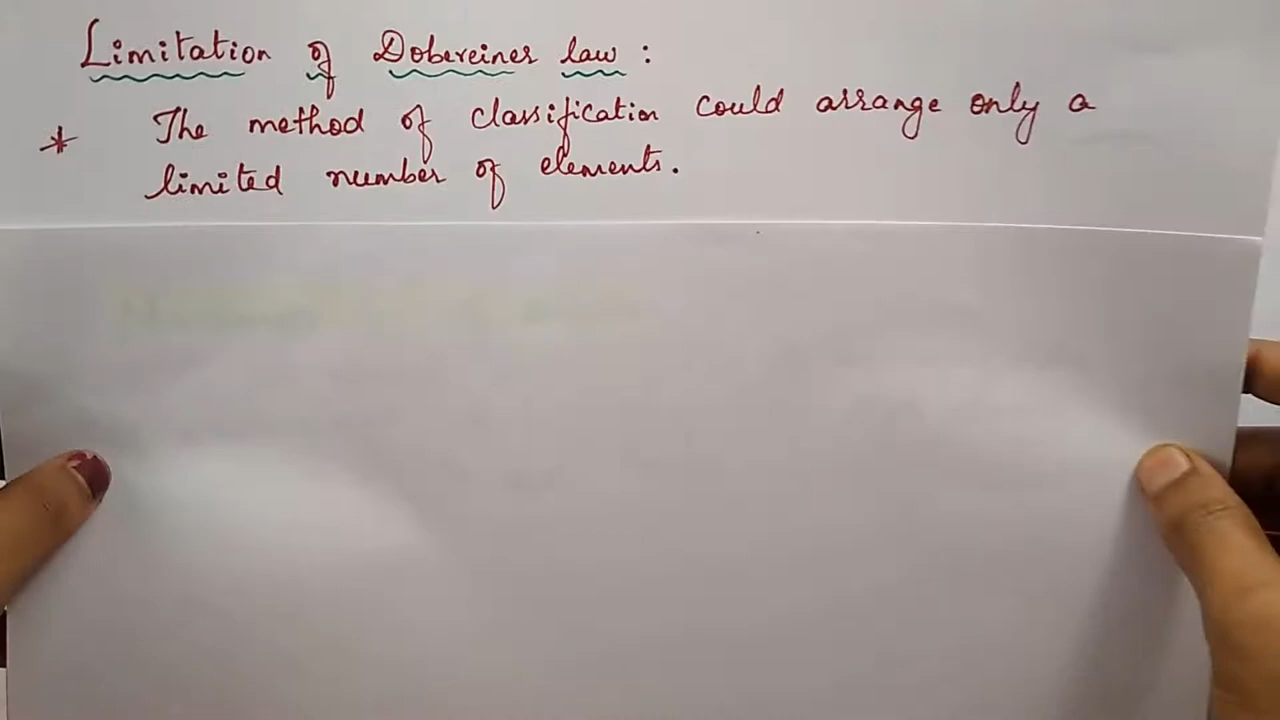 Limitation of Dobereiner law :
* The method of classification could arrange only a
limited number of elements.